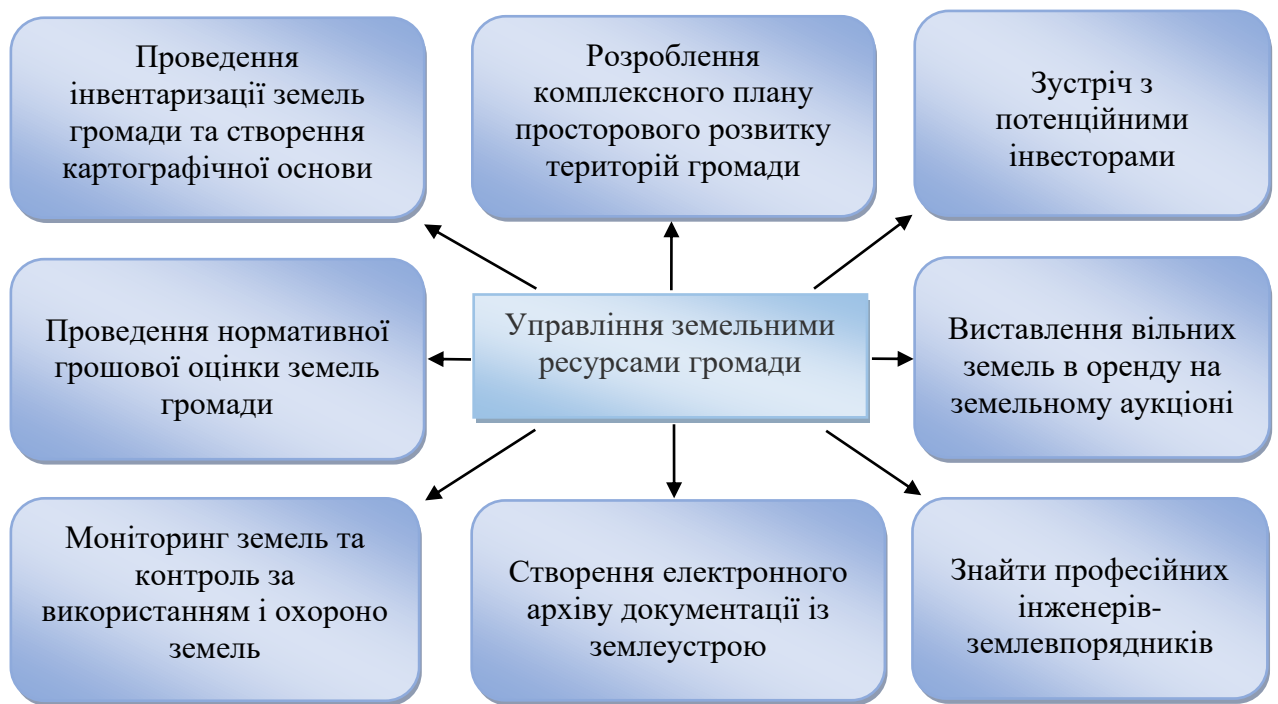 Проведення
інвентаризації земель
громади та створення
картографічної основи
Розроблення
комплексного плану
просторового розвитку
територій громади
Зустріч з
потенційними
інвесторами
Проведення нормативної
грошової оцінки земель
громади
Управління земельними
ресурсами громади
Виставлення вільних
земель в оренду на
земельному аукціоні
Моніторинг земель та
контроль за
використанням і охороно
земель
Створення електронного
архіву документації із
землеустрою
Знайти професійних
інженерів-
землевпорядників